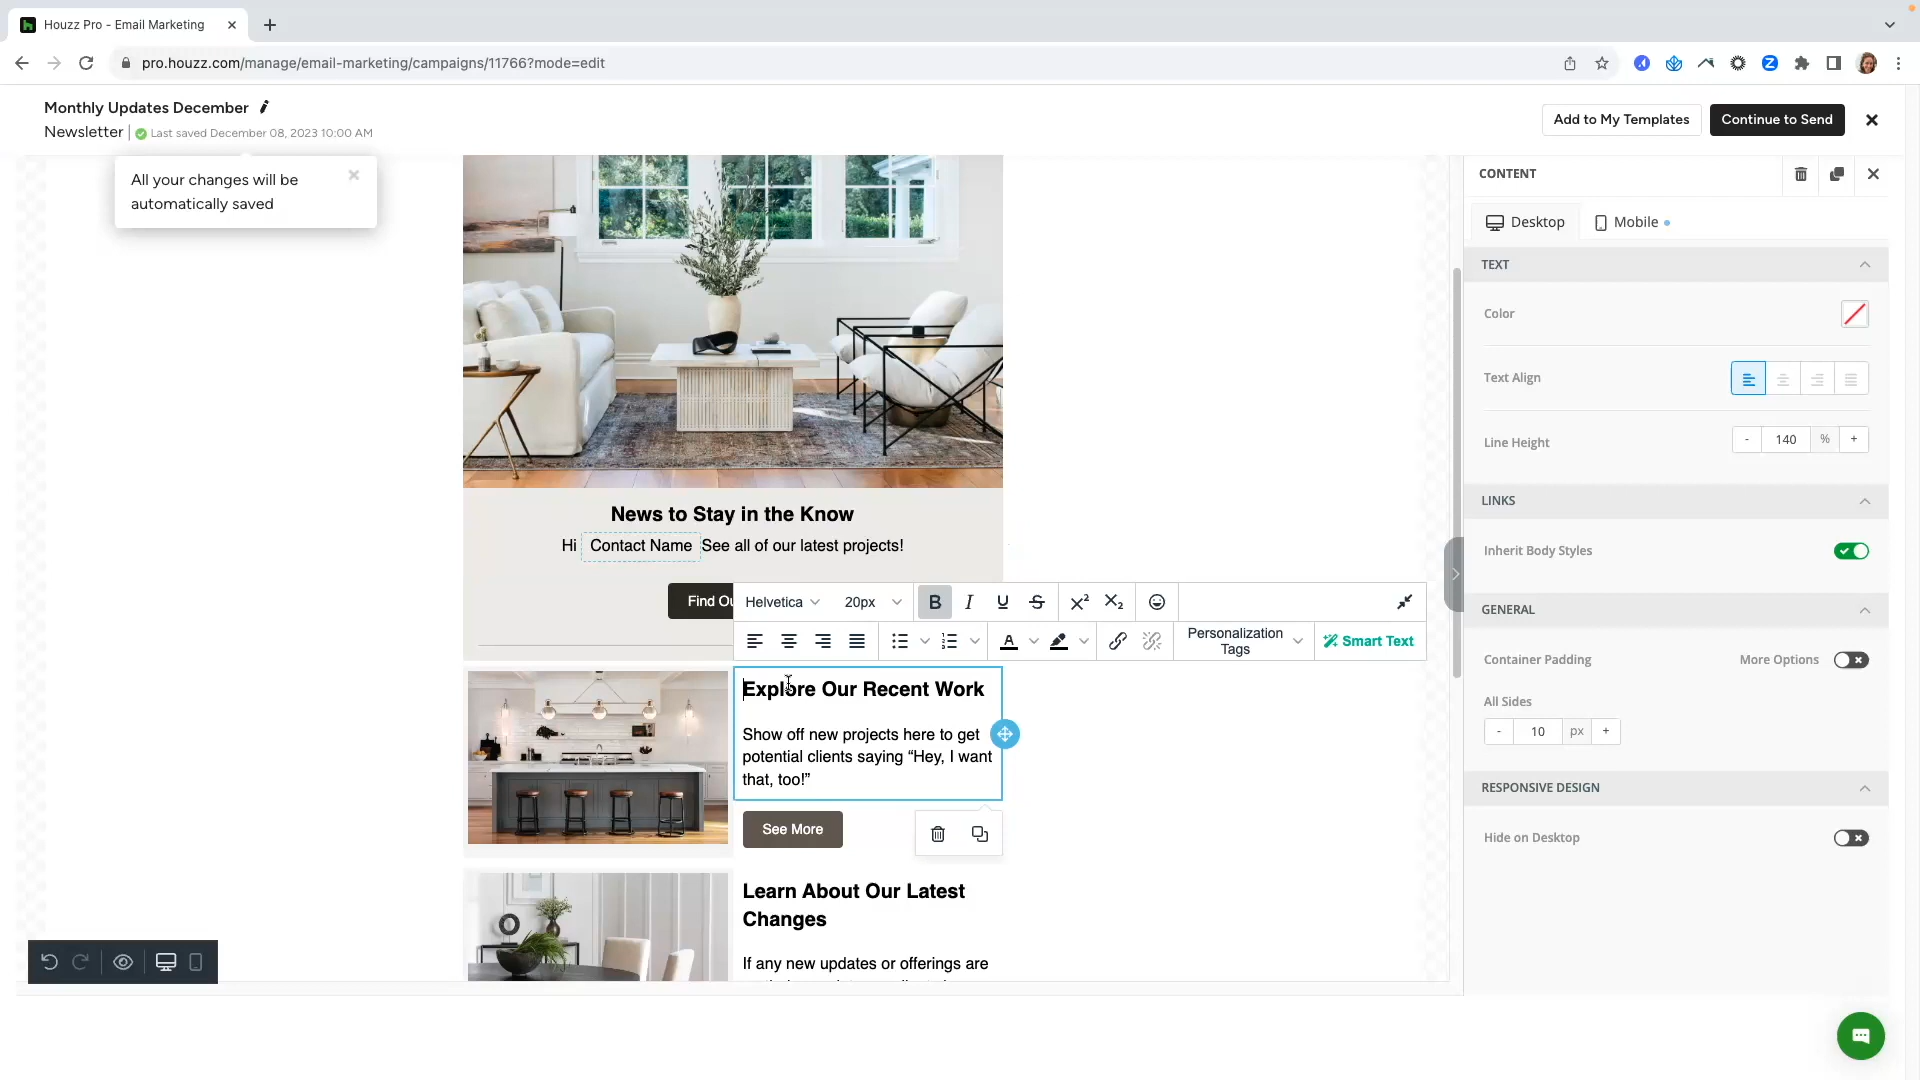 Houzz Pro - Email Marketing
pro.houzz.com/manage/email-marketing/campaigns/11766?mode=edit
Monthly Updates December
Newsletter | Last saved December 08, 2023 10:00 AM
Add to My Templates
Continue to Send
All your changes will be
automatically saved
CONTENT
Desktop
Mobile
TEXT
Color
Text Align
Line Height
- 140 % +
LINKS
Inherit Body Styles
GENERAL
Container Padding
More Options
All Sides
- 10 px +
RESPONSIVE DESIGN
Hide on Desktop
News to Stay in the Know
Hi Contact Name See all of our latest projects!
Find Ou
Helvetica 20px B I U S X² X₂
A
Personalization
Tags
Smart Text
Explore Our Recent Work
Show off new projects here to get
potential clients saying “Hey, I want
that, too!”
See More
Learn About Our Latest
Changes
If any new updates or offerings are